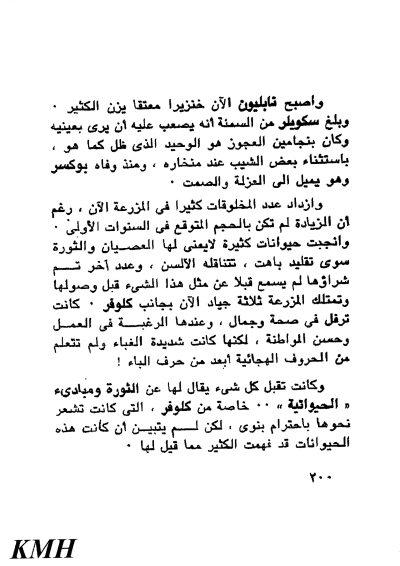 وأصبح نابليون الآن خنزيرا معتقا يزن الكثير ٠
وبلغ سكويلر من السمنة أنه يصعب عليه أن يرى بعينيه
وكان بنجامين العجوز هو الوحيد الذى ظل كما هو ،
باستثناء بعض الشيب عند منخاره ، ومنذ وفاه بوكسر
وهو يميل الى العزلة والصمت ٠
وازداد عدد المخلوقات كثيرا فى المزرعة الآن ، رغم
أن الزيادة لم تكن بالحجم المتوقع فى السنوات الأولى ٠
وانجبت حيوانات كثيرة لايعنى لها العصيان والثورة
سوى تقليد باهت ، تتناقله الألسن ، وعدد آخر تم
شراؤها لم يسمع قبلا عن مثل هذا الشىء قبل وصولها
وتمتلك المزرعة ثلاثة جياد الآن بجانب كلوفر ٠ كانت
ترفل فى صحة وجمال ، وعندها الرغبة فى العمل
وحسن المواطنة ، لكنها كانت شديدة الغباء ولم تتعلم
من الحروف الهجائية أبعد من حرف الباء !
وكانت تقبل كل شىء يقال لها عن الثورة ومبادىء
« الحيوانية » ٠٠ خاصة من كلوفر ، التى كانت تشعر
نحوها باحترام بنوى ، لكن لم يتبين أن كانت هذه
الحيوانات قد فهمت الكثير مما قيل لها ٠
٢٠٠
KMH